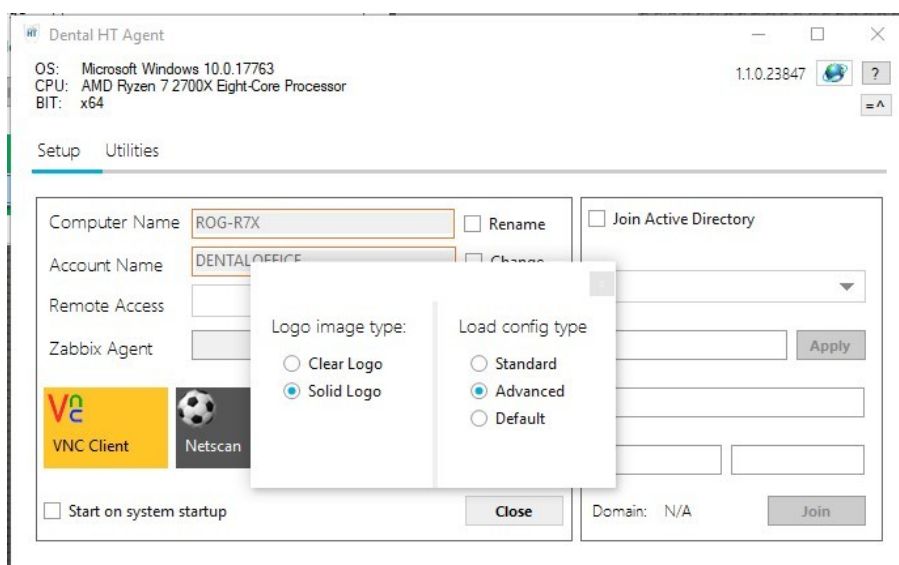 Dental HT Agent
OS: Microsoft Windows 10.0.17763
CPU: AMD Ryzen 7 2700X Eight-Core Processor
BIT: x64
1.1.0.23847
?
= ^
Setup Utilities
Computer Name ROG-R7X Rename
Account Name DENTALOFFICE Change
Remote Access
Zabbix Agent
VNC
VNC Client
Netscan
Start on system startup
Close
Logo image type:
Clear Logo
Solid Logo
Load config type
Standard
Advanced
Default
Join Active Directory
Apply
Domain: N/A
Join